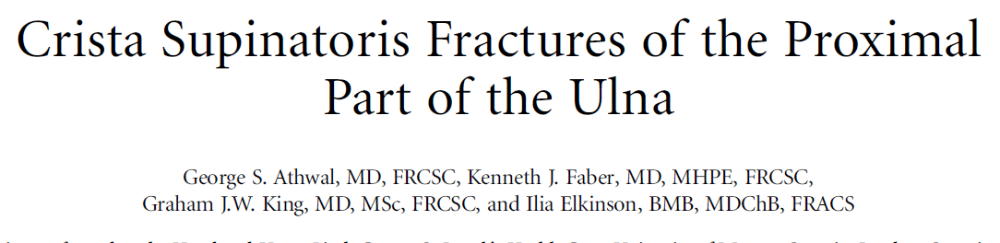 Crista Supinatoris Fractures of the Proximal
Part of the Ulna
George S. Athwal, MD, FRCSC, Kenneth J. Faber, MD, MHPE, FRCSC,
Graham J.W. King, MD, MSc, FRCSC, and Ilia Elkinson, BMB, MDChB, FRACS